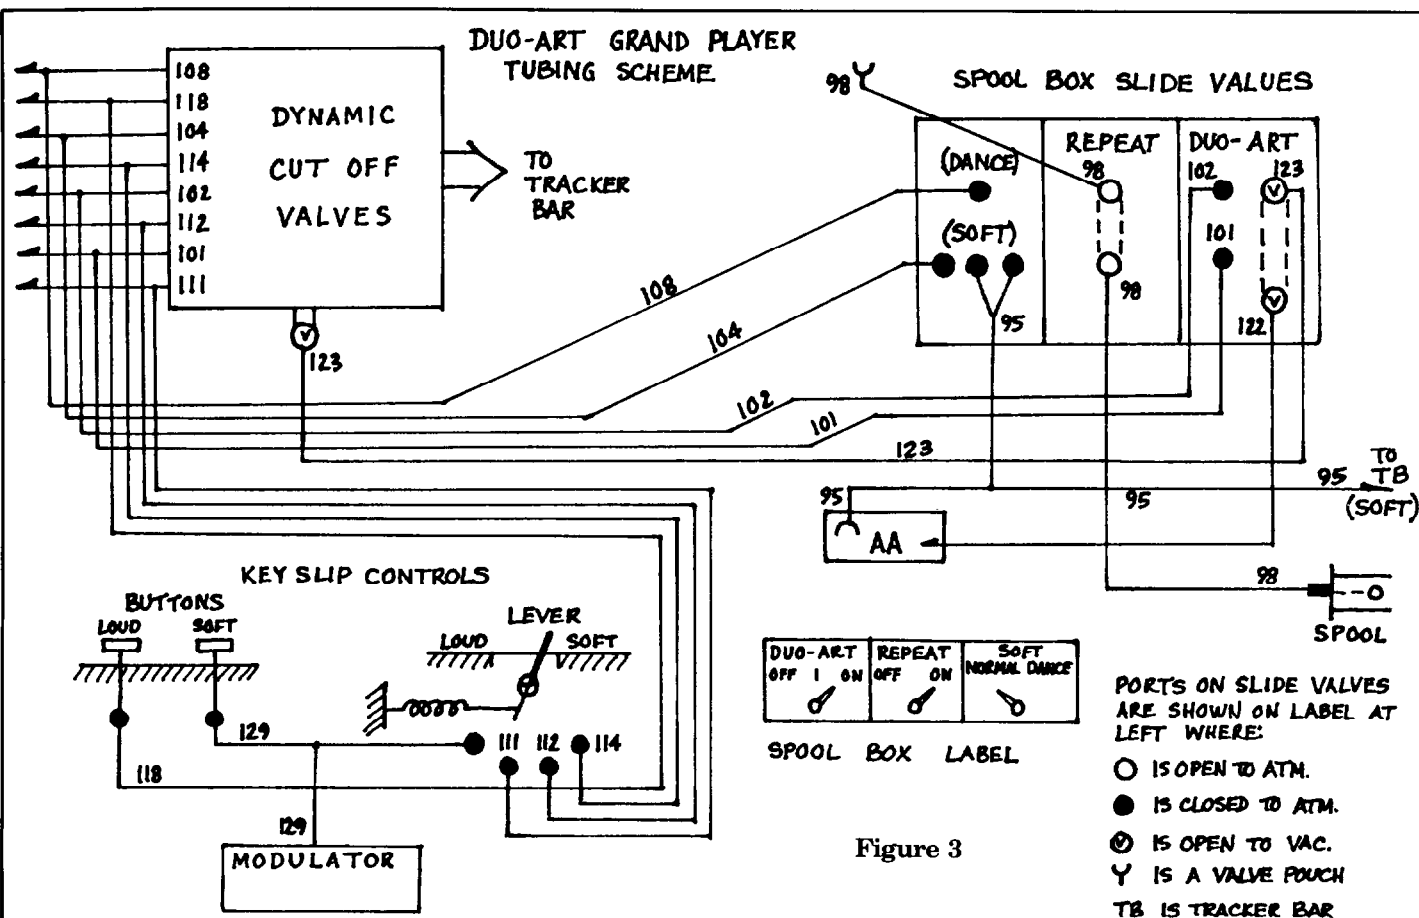 DUO-ART GRAND PLAYER
TUBING SCHEME
108
118
104
114
102
112
101
111
DYNAMIC
CUT OFF
VALVES
TO
TRACKER
BAR
123
98
SPOOL BOX SLIDE VALUES
(DANCE)
(SOFT)
95
REPEAT
98
98
DUO-ART
102
123
101
122
108
104
102
101
123
95
AA
95
95
TO
TB
(SOFT)
98
SPOOL
KEY SLIP CONTROLS
BUTTONS
LOUD
SOFT
129
118
129
MODULATOR
LEVER
LOUD
SOFT
111
112
114
DUO-ART
OFF I ON
REPEAT
OFF ON
SOFT
NORMAL DANCE
SPOOL BOX LABEL
Figure 3
PORTS ON SLIDE VALVES
ARE SHOWN ON LABEL AT
LEFT WHERE:
IS OPEN TO ATM.
IS CLOSED TO ATM.
V IS OPEN TO VAC.
IS A VALVE POUCH
TB IS TRACKER BAR